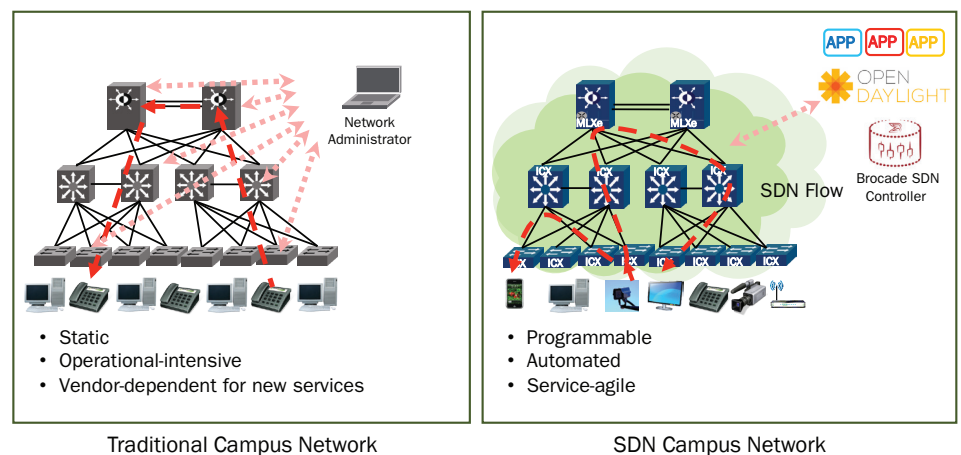 Network
Administrator
• Static
• Operational-intensive
• Vendor-dependent for new services
Traditional Campus Network
APP APP APP
OPEN
DAYLIGHT
MLXe MLXe
ICX ICX ICX ICX
SDN Flow
Brocade SDN
Controller
ICX ICX ICX ICX ICX ICX ICX
• Programmable
• Automated
• Service-agile
SDN Campus Network